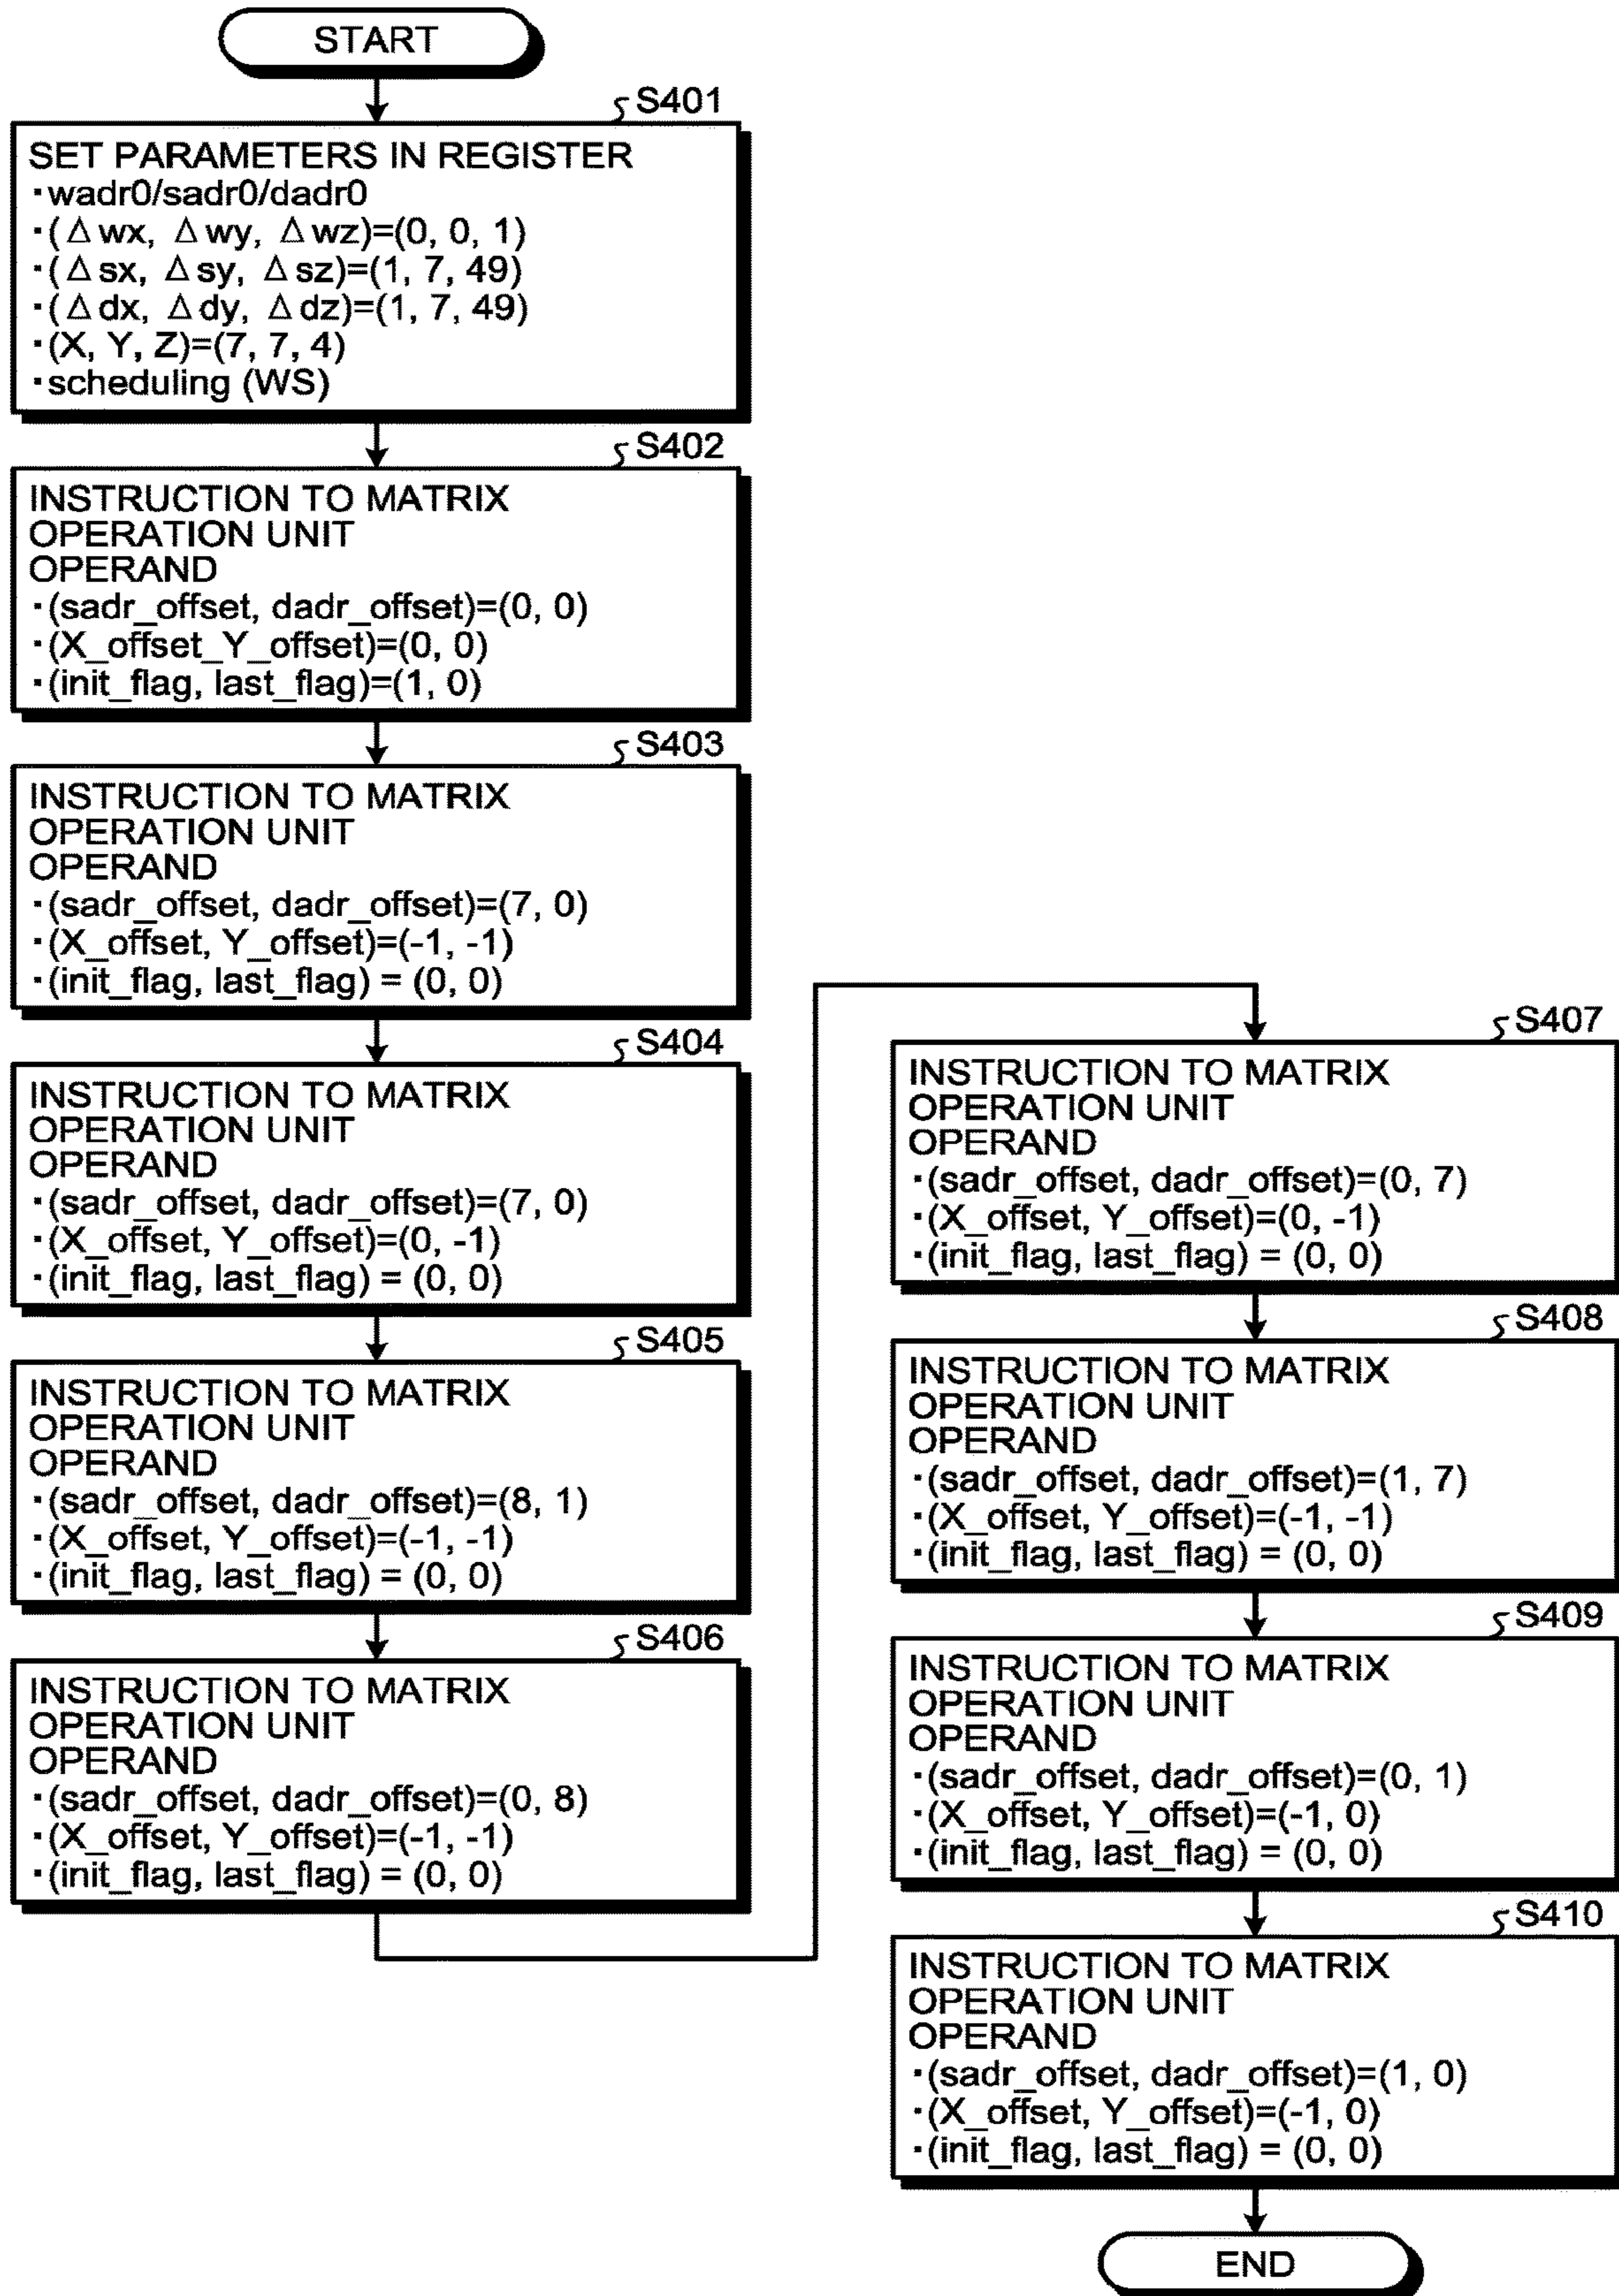 START
S401
SET PARAMETERS IN REGISTER
・wadr0/sadr0/dadr0
・(Δwx, Δwy, Δwz)=(0, 0, 1)
・(Δsx, Δsy, Δsz)=(1, 7, 49)
・(Δdx, Δdy, Δdz)=(1, 7, 49)
・(X, Y, Z)=(7, 7, 4)
・scheduling (WS)
S402
INSTRUCTION TO MATRIX
OPERATION UNIT
OPERAND
・(sadr_offset, dadr_offset)=(0, 0)
・(X_offset_Y_offset)=(0, 0)
・(init_flag, last_flag)=(1, 0)
S403
INSTRUCTION TO MATRIX
OPERATION UNIT
OPERAND
・(sadr_offset, dadr_offset)=(7, 0)
・(X_offset, Y_offset)=(-1, -1)
・(init_flag, last_flag) = (0, 0)
S404
INSTRUCTION TO MATRIX
OPERATION UNIT
OPERAND
・(sadr_offset, dadr_offset)=(7, 0)
・(X_offset, Y_offset)=(0, -1)
・(init_flag, last_flag) = (0, 0)
S405
INSTRUCTION TO MATRIX
OPERATION UNIT
OPERAND
・(sadr_offset, dadr_offset)=(8, 1)
・(X_offset, Y_offset)=(-1, -1)
・(init_flag, last_flag) = (0, 0)
S406
INSTRUCTION TO MATRIX
OPERATION UNIT
OPERAND
・(sadr_offset, dadr_offset)=(0, 8)
・(X_offset, Y_offset)=(-1, -1)
・(init_flag, last_flag) = (0, 0)
S407
INSTRUCTION TO MATRIX
OPERATION UNIT
OPERAND
・(sadr_offset, dadr_offset)=(0, 7)
・(X_offset, Y_offset)=(0, -1)
・(init_flag, last_flag) = (0, 0)
S408
INSTRUCTION TO MATRIX
OPERATION UNIT
OPERAND
・(sadr_offset, dadr_offset)=(1, 7)
・(X_offset, Y_offset)=(-1, -1)
・(init_flag, last_flag) = (0, 0)
S409
INSTRUCTION TO MATRIX
OPERATION UNIT
OPERAND
・(sadr_offset, dadr_offset)=(0, 1)
・(X_offset, Y_offset)=(-1, 0)
・(init_flag, last_flag) = (0, 0)
S410
INSTRUCTION TO MATRIX
OPERATION UNIT
OPERAND
・(sadr_offset, dadr_offset)=(1, 0)
・(X_offset, Y_offset)=(-1, 0)
・(init_flag, last_flag) = (0, 0)
END